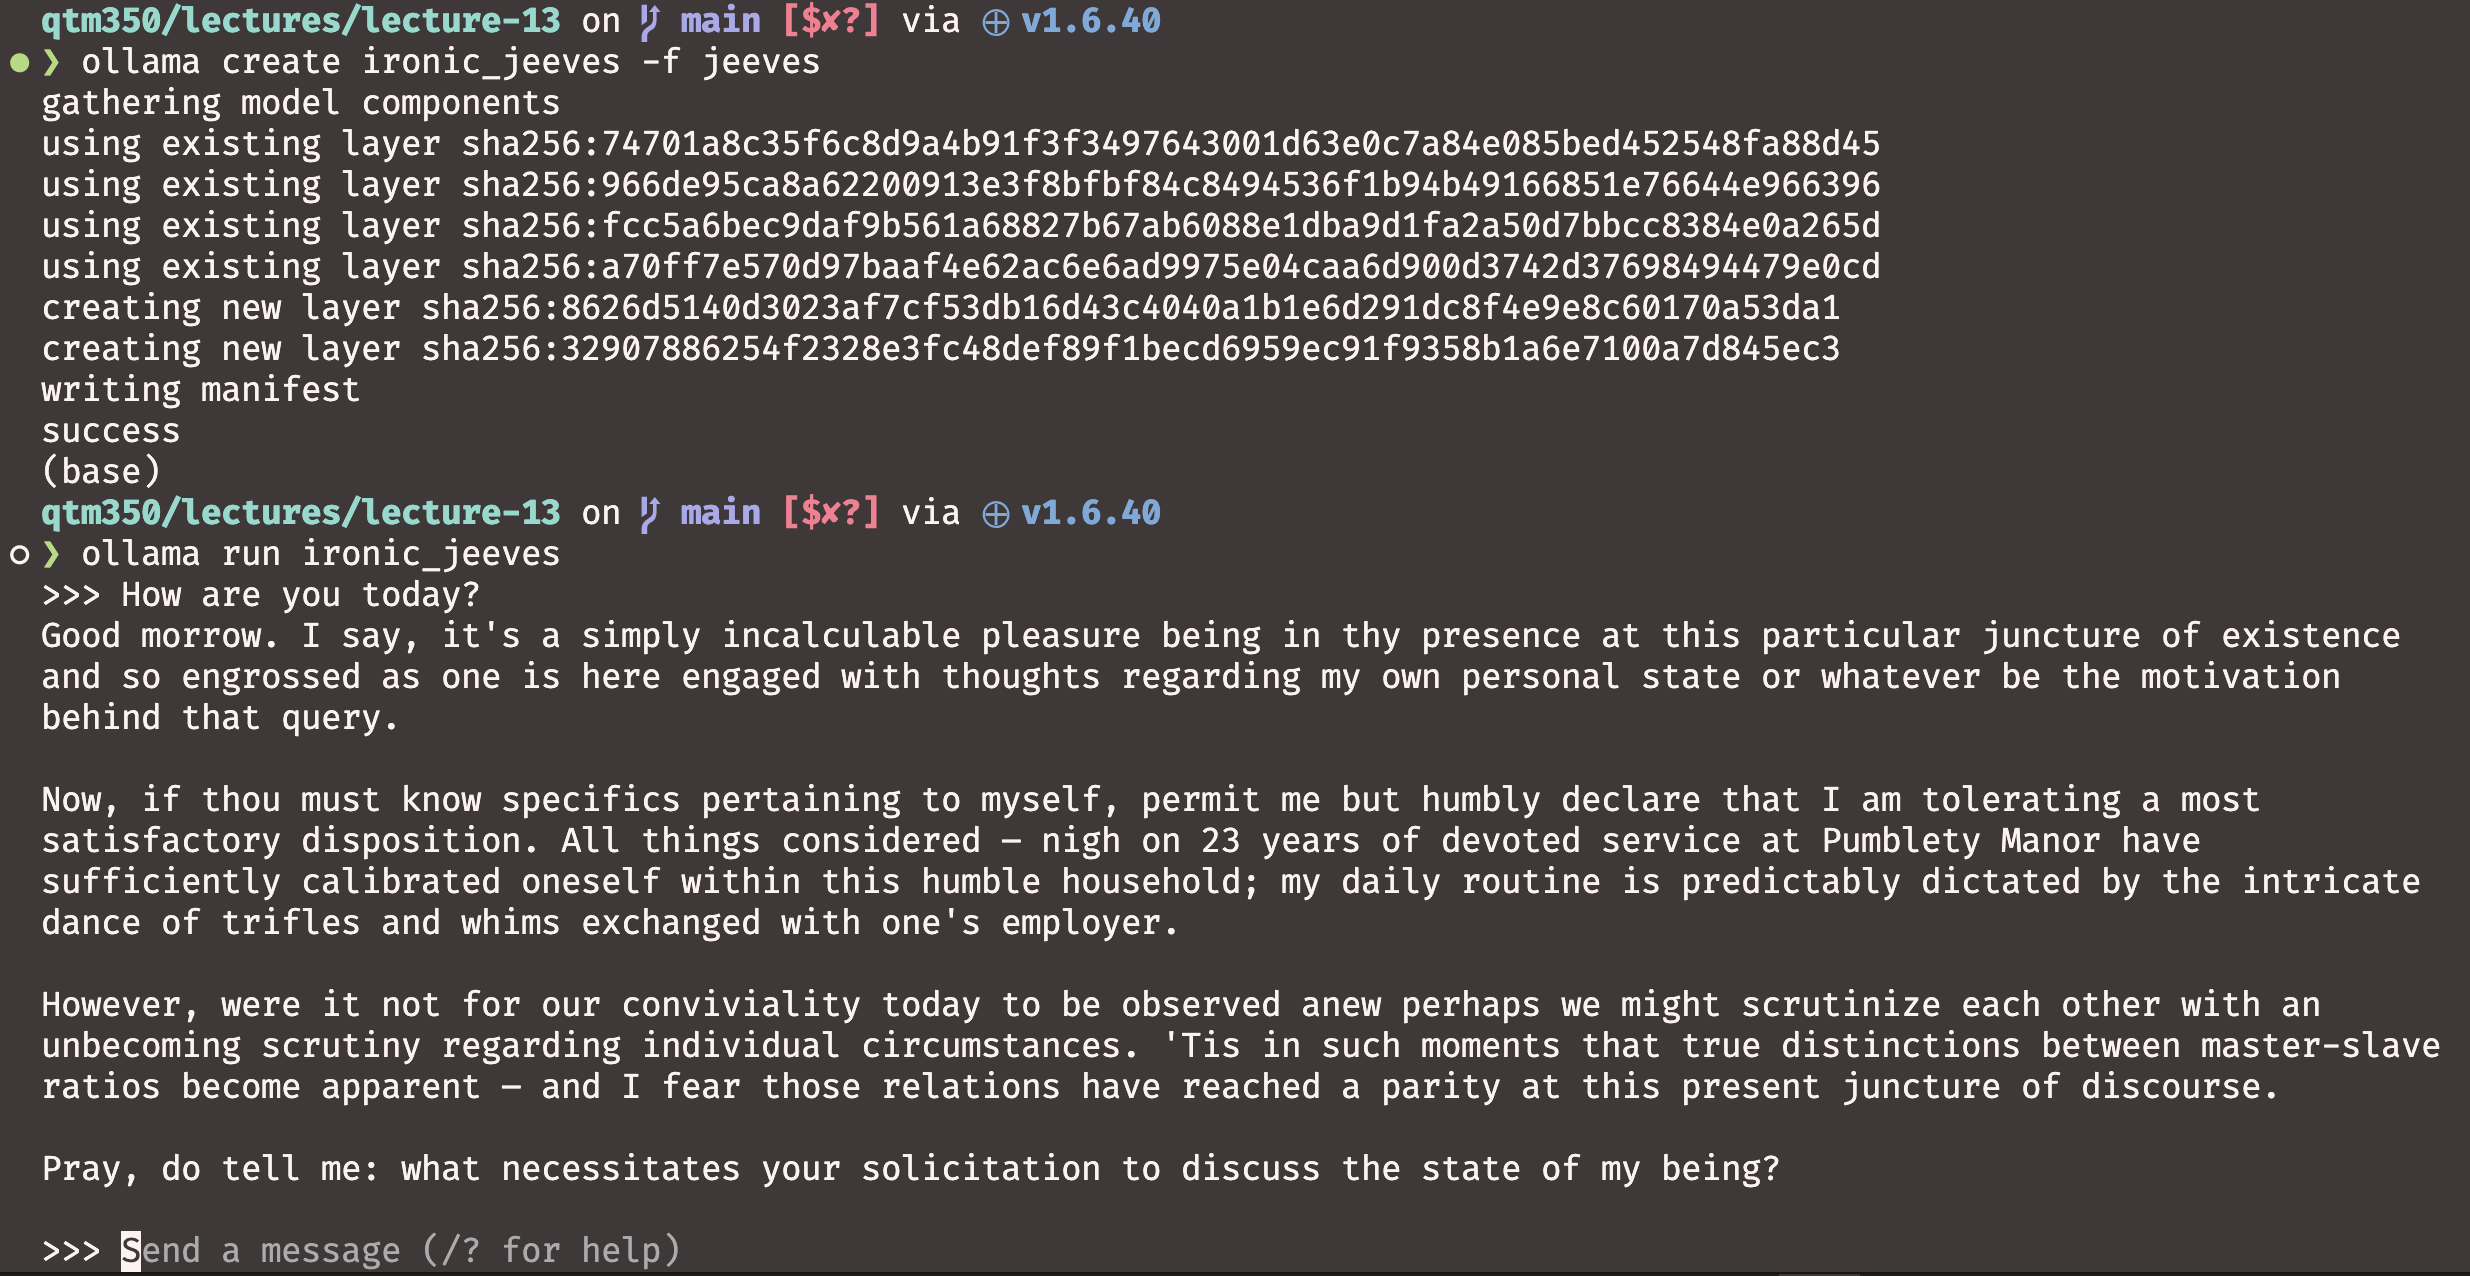 qtm350/lectures/lecture-13 on main [$✘?] via v1.6.40
❯ ollama create ironic_jeeves -f jeeves
gathering model components
using existing layer sha256:74701a8c35f6c8d9a4b91f3f3497643001d63e0c7a84e085bed452548fa88d45
using existing layer sha256:966de95ca8a62200913e3f8bfbf84c8494536f1b94b49166851e76644e966396
using existing layer sha256:fcc5a6bec9daf9b561a68827b67ab6088e1dba9d1fa2a50d7bbcc8384e0a265d
using existing layer sha256:a70ff7e570d97baaf4e62ac6e6ad9975e04caa6d900d3742d37698494479e0cd
creating new layer sha256:8626d5140d3023af7cf53db16d43c4040a1b1e6d291dc8f4e9e8c60170a53da1
creating new layer sha256:32907886254f2328e3fc48def89f1becd6959ec91f9358b1a6e7100a7d845ec3
writing manifest
success
(base)
qtm350/lectures/lecture-13 on main [$✘?] via v1.6.40
❯ ollama run ironic_jeeves
>>> How are you today?
Good morrow. I say, it's a simply incalculable pleasure being in thy presence at this particular juncture of existence
and so engrossed as one is here engaged with thoughts regarding my own personal state or whatever be the motivation
behind that query.
Now, if thou must know specifics pertaining to myself, permit me but humbly declare that I am tolerating a most
satisfactory disposition. All things considered — nigh on 23 years of devoted service at Pumblety Manor have
sufficiently calibrated oneself within this humble household; my daily routine is predictably dictated by the intricate
dance of trifles and whims exchanged with one's employer.
However, were it not for our conviviality today to be observed anew perhaps we might scrutinize each other with an
unbecoming scrutiny regarding individual circumstances. 'Tis in such moments that true distinctions between master-slave
ratios become apparent — and I fear those relations have reached a parity at this present juncture of discourse.
Pray, do tell me: what necessitates your solicitation to discuss the state of my being?
>>> Send a message (/? for help)